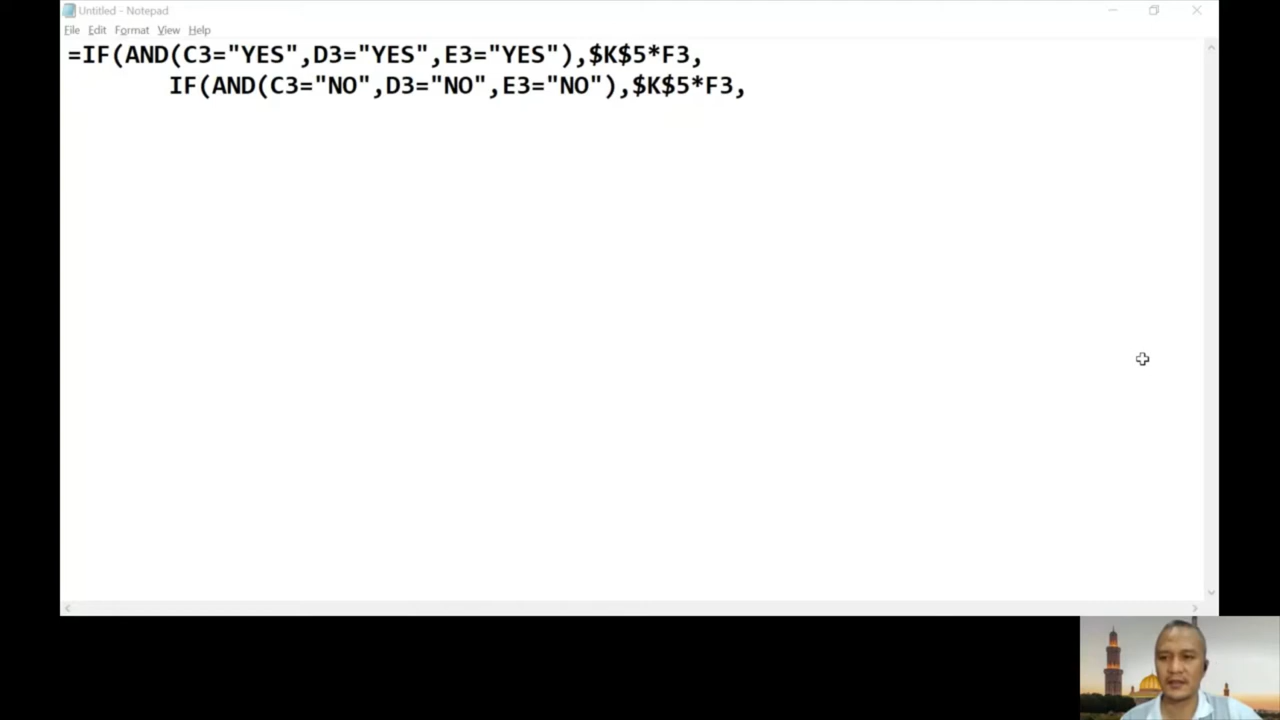 Untitled - Notepad
File Edit Format View Help
=IF(AND(C3="YES",D3="YES",E3="YES"),$K$5*F3,
IF(AND(C3="NO",D3="NO",E3="NO"),$K$5*F3,